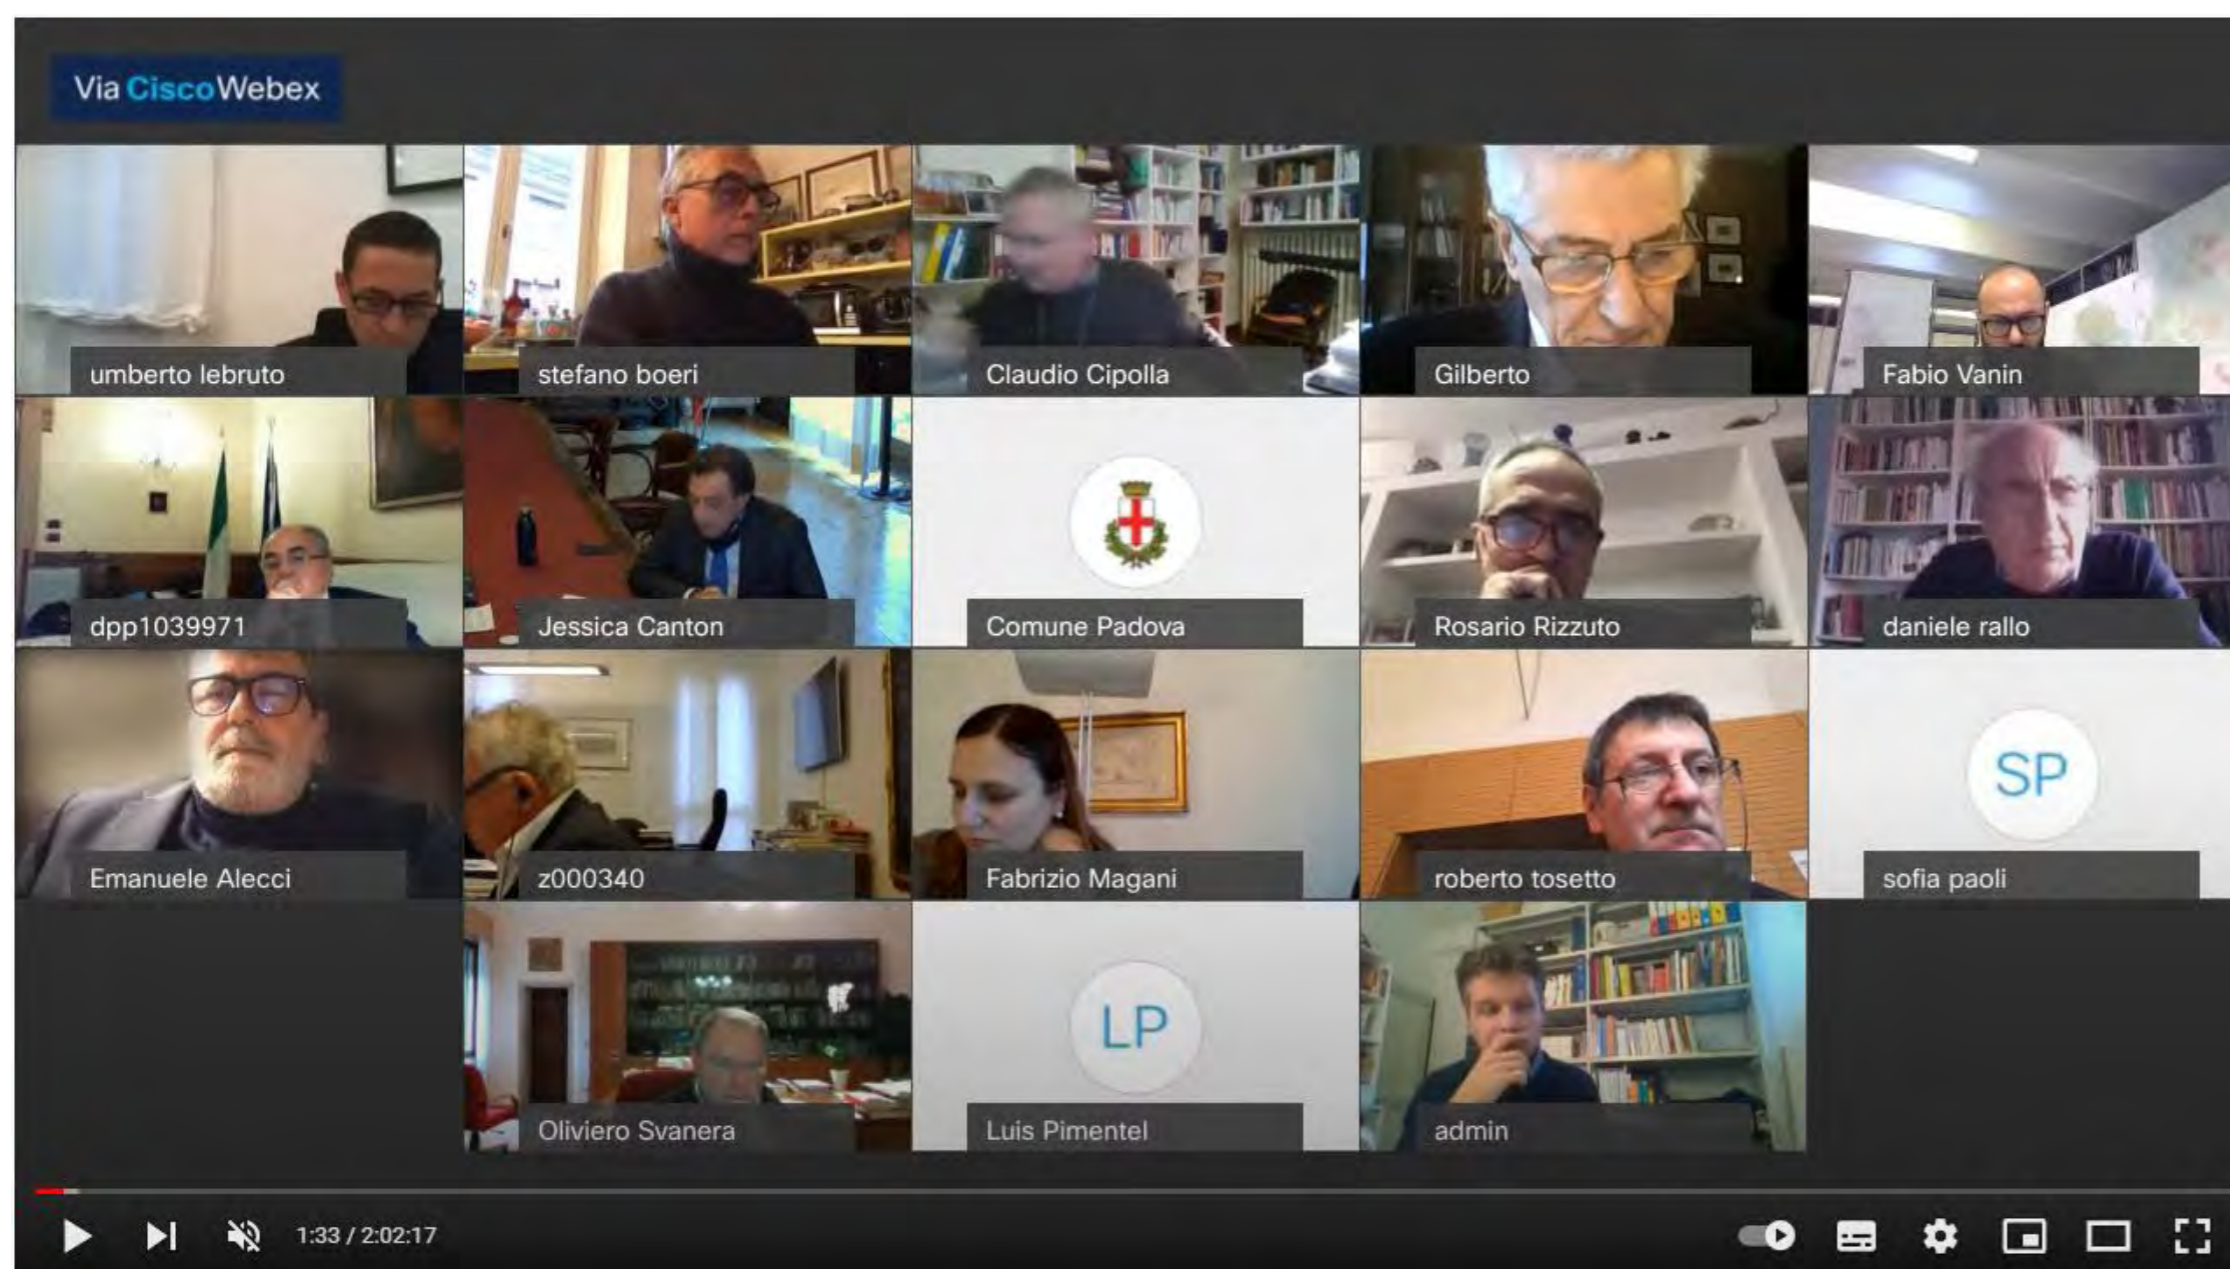 Via Cisco Webex
umberto lebruto
stefano boeri
Claudio Cipolla
Gilberto
Fabio Vanin
dpp1039971
Jessica Canton
Comune Padova
Rosario Rizzuto
daniele rallo
Emanuele Alecci
z000340
Fabrizio Magani
roberto tosetto
SP
sofia paoli
Oliviero Svanera
LP
Luis Pimentel
admin
1:33 / 2:02:17